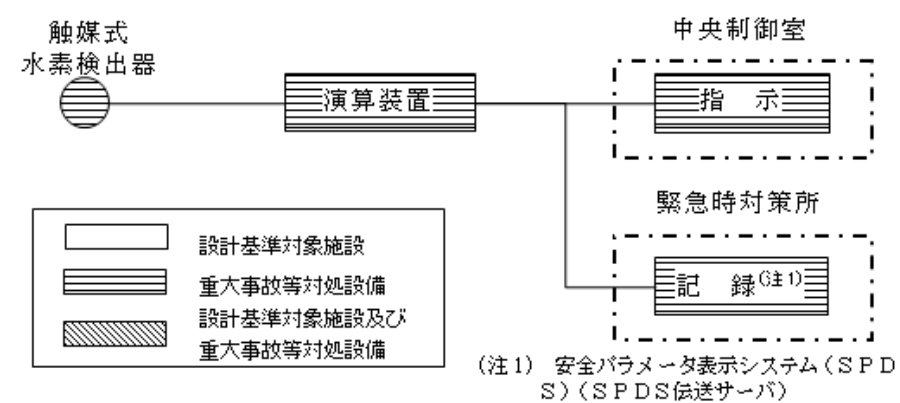 触媒式
水素検出器
演算装置
中央制御室
指　示
緊急時対策所
記　録(注1)
設計基準対象施設
重大事故等対処設備
設計基準対象施設及び
重大事故等対処設備
(注1)　安全パラメータ表示システム(ＳＰＤ
Ｓ)(ＳＰＤＳ伝送サーバ)